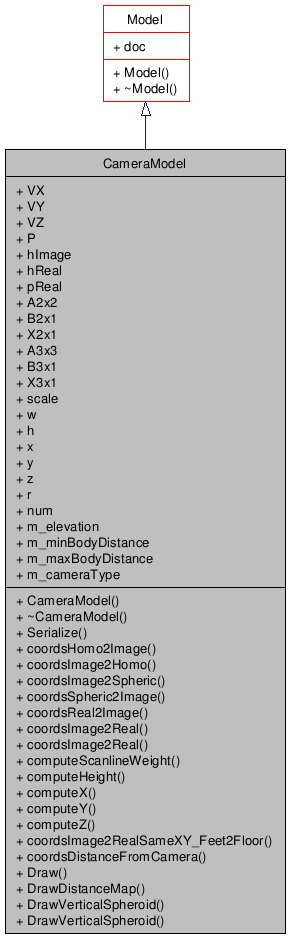 Model
+ doc
+ Model()
+ ~Model()
CameraModel
+ VX
+ VY
+ VZ
+ P
+ hImage
+ hReal
+ pReal
+ A2x2
+ B2x1
+ X2x1
+ A3x3
+ B3x1
+ X3x1
+ scale
+ w
+ h
+ x
+ y
+ z
+ r
+ num
+ m_elevation
+ m_minBodyDistance
+ m_maxBodyDistance
+ m_cameraType
+ CameraModel()
+ ~CameraModel()
+ Serialize()
+ coordsHomo2Image()
+ coordsImage2Homo()
+ coordsImage2Spheric()
+ coordsSpheric2Image()
+ coordsReal2Image()
+ coordsImage2Real()
+ coordsImage2Real()
+ computeScanlineWeight()
+ computeHeight()
+ computeX()
+ computeY()
+ computeZ()
+ coordsImage2RealSameXY_Feet2Floor()
+ coordsDistanceFromCamera()
+ Draw()
+ DrawDistanceMap()
+ DrawVerticalSpheroid()
+ DrawVerticalSpheroid()